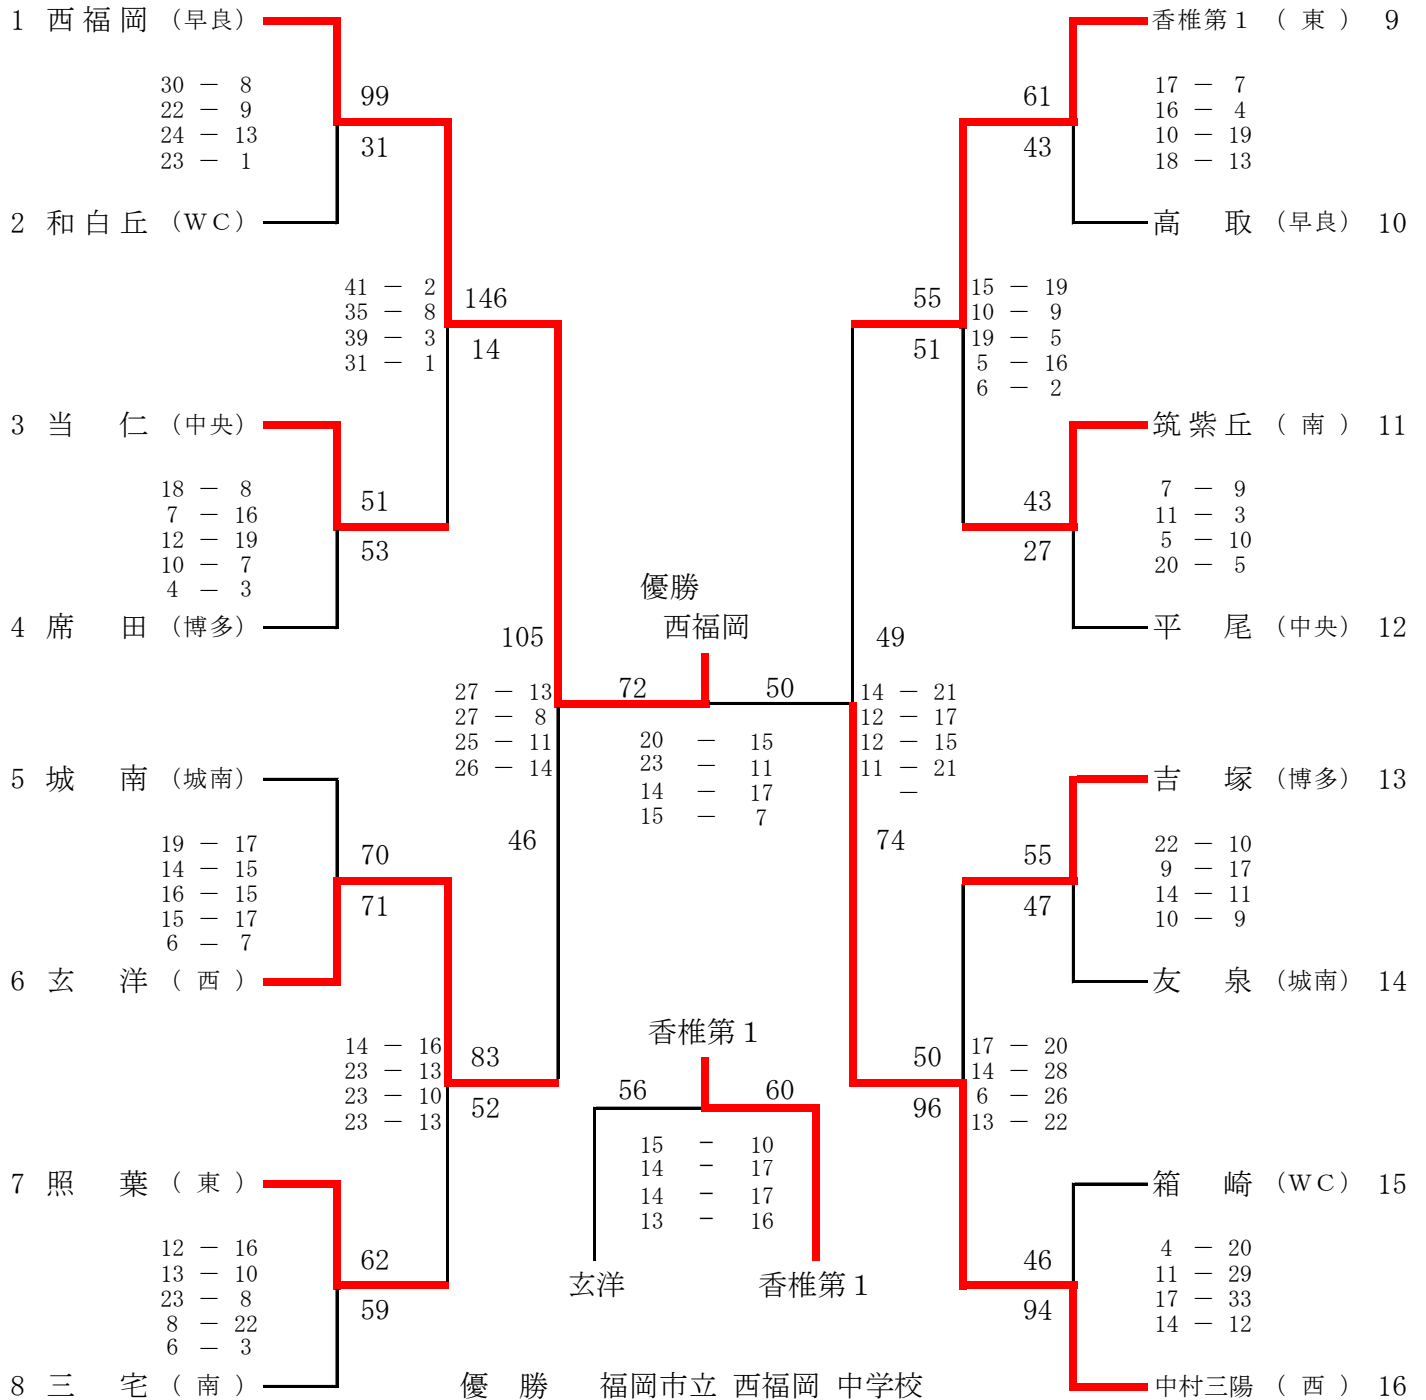 1 西福岡 （早良）
30 － 8
22 － 9
24 － 13
23 － 1
99
31
2 和白丘 （ＷＣ）
41 － 2
35 － 8
39 － 3
31 － 1
146
14
3 当　仁 （中央）
18 － 8
7 － 16
12 － 19
10 － 7
4 － 3
51
53
4 席　田 （博多）
105
27 － 13
27 － 8
25 － 11
26 － 14
46
5 城　南 （城南）
19 － 17
14 － 15
16 － 15
15 － 17
6 － 7
70
71
6 玄　洋 （ 西 ）
14 － 16
23 － 13
23 － 10
23 － 13
83
52
7 照　葉 （ 東 ）
12 － 16
13 － 10
23 － 8
8 － 22
6 － 3
62
59
8 三　宅 （ 南 ）
優勝
西福岡
72
50
20 － 15
23 － 11
14 － 17
15 － 7
香椎第１
56
60
15 － 10
14 － 17
14 － 17
13 － 16
玄洋
香椎第１
香椎第１ （ 東 ） 9
61
43
17 － 7
16 － 4
10 － 19
18 － 13
高　取 （早良） 10
55
51
15 － 19
10 － 9
19 － 5
5 － 16
6 － 2
筑紫丘 （ 南 ） 11
43
27
7 － 9
11 － 3
5 － 10
20 － 5
平　尾 （中央） 12
49
14 － 21
12 － 17
12 － 15
11 － 21
－
74
吉　塚 （博多） 13
55
47
22 － 10
9 － 17
14 － 11
10 － 9
友　泉 （城南） 14
50
96
17 － 20
14 － 28
6 － 26
13 － 22
箱　崎 （ＷＣ） 15
46
94
4 － 20
11 － 29
17 － 33
14 － 12
中村三陽 （ 西 ） 16
優　勝　福岡市立 西福岡 中学校